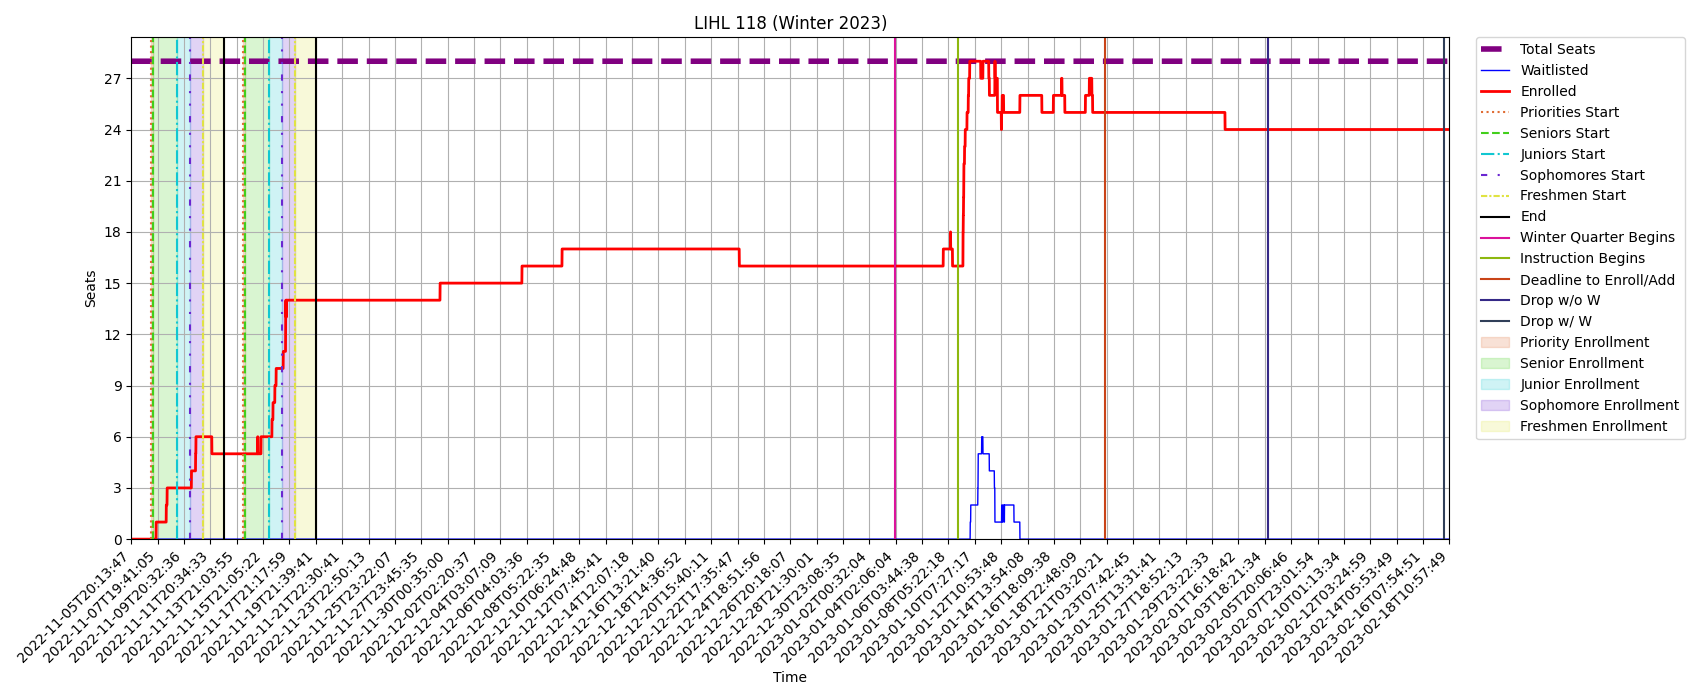 LIHL 118 (Winter 2023)
Seats
27
24
21
18
15
12
9
6
3
0
2022-11-05T20:13:47
2022-11-07T19:41:05
2022-11-09T20:32:36
2022-11-11T20:34:33
2022-11-13T21:03:55
2022-11-15T21:05:22
2022-11-17T21:17:59
2022-11-19T21:39:41
2022-11-21T22:30:41
2022-11-23T22:50:13
2022-11-25T23:22:07
2022-11-27T23:45:35
2022-11-30T00:35:00
2022-12-02T02:20:37
2022-12-04T03:07:09
2022-12-06T04:03:36
2022-12-08T05:22:35
2022-12-10T06:24:48
2022-12-12T07:45:41
2022-12-14T12:07:18
2022-12-16T13:21:40
2022-12-18T14:36:52
2022-12-20T15:40:11
2022-12-22T17:35:47
2022-12-24T18:51:56
2022-12-26T20:18:07
2022-12-28T21:30:01
2022-12-30T23:08:35
2023-01-02T00:32:04
2023-01-04T02:06:04
2023-01-06T03:44:38
2023-01-08T05:22:18
2023-01-10T07:27:17
2023-01-12T10:53:48
2023-01-14T13:54:08
2023-01-16T18:09:38
2023-01-18T22:48:09
2023-01-21T03:20:21
2023-01-23T07:42:45
2023-01-25T13:31:41
2023-01-27T18:52:13
2023-01-29T23:22:33
2023-02-01T16:18:42
2023-02-03T18:21:34
2023-02-05T20:06:46
2023-02-07T23:01:54
2023-02-10T01:13:34
2023-02-12T03:24:59
2023-02-14T05:53:49
2023-02-16T07:54:51
2023-02-18T10:57:49
Time
Total Seats
Waitlisted
Enrolled
Priorities Start
Seniors Start
Juniors Start
Sophomores Start
Freshmen Start
End
Winter Quarter Begins
Instruction Begins
Deadline to Enroll/Add
Drop w/o W
Drop w/ W
Priority Enrollment
Senior Enrollment
Junior Enrollment
Sophomore Enrollment
Freshmen Enrollment